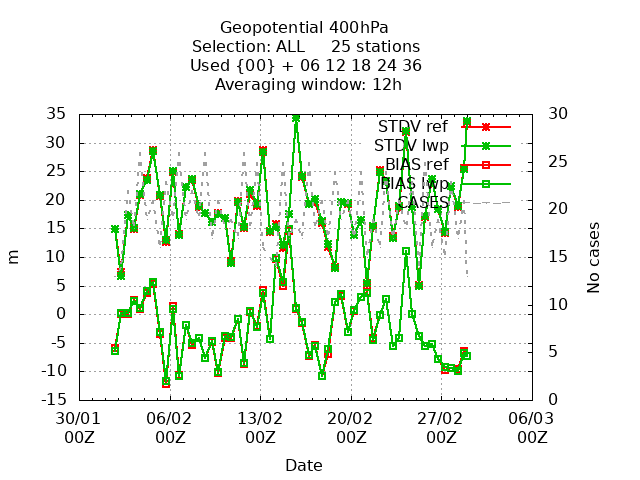 Geopotential 400hPa
Selection: ALL 25 stations
Used {00} + 06 12 18 24 36
Averaging window: 12h
35
30
25
20
15
10
5
0
-5
-10
-15
m
30
25
20
15
10
5
0
No cases
STDV ref
STDV lwp
BIAS ref
BIAS lwp
CASES
30/01 06/02 13/02 20/02 27/02 06/03
00Z 00Z 00Z 00Z 00Z 00Z
Date